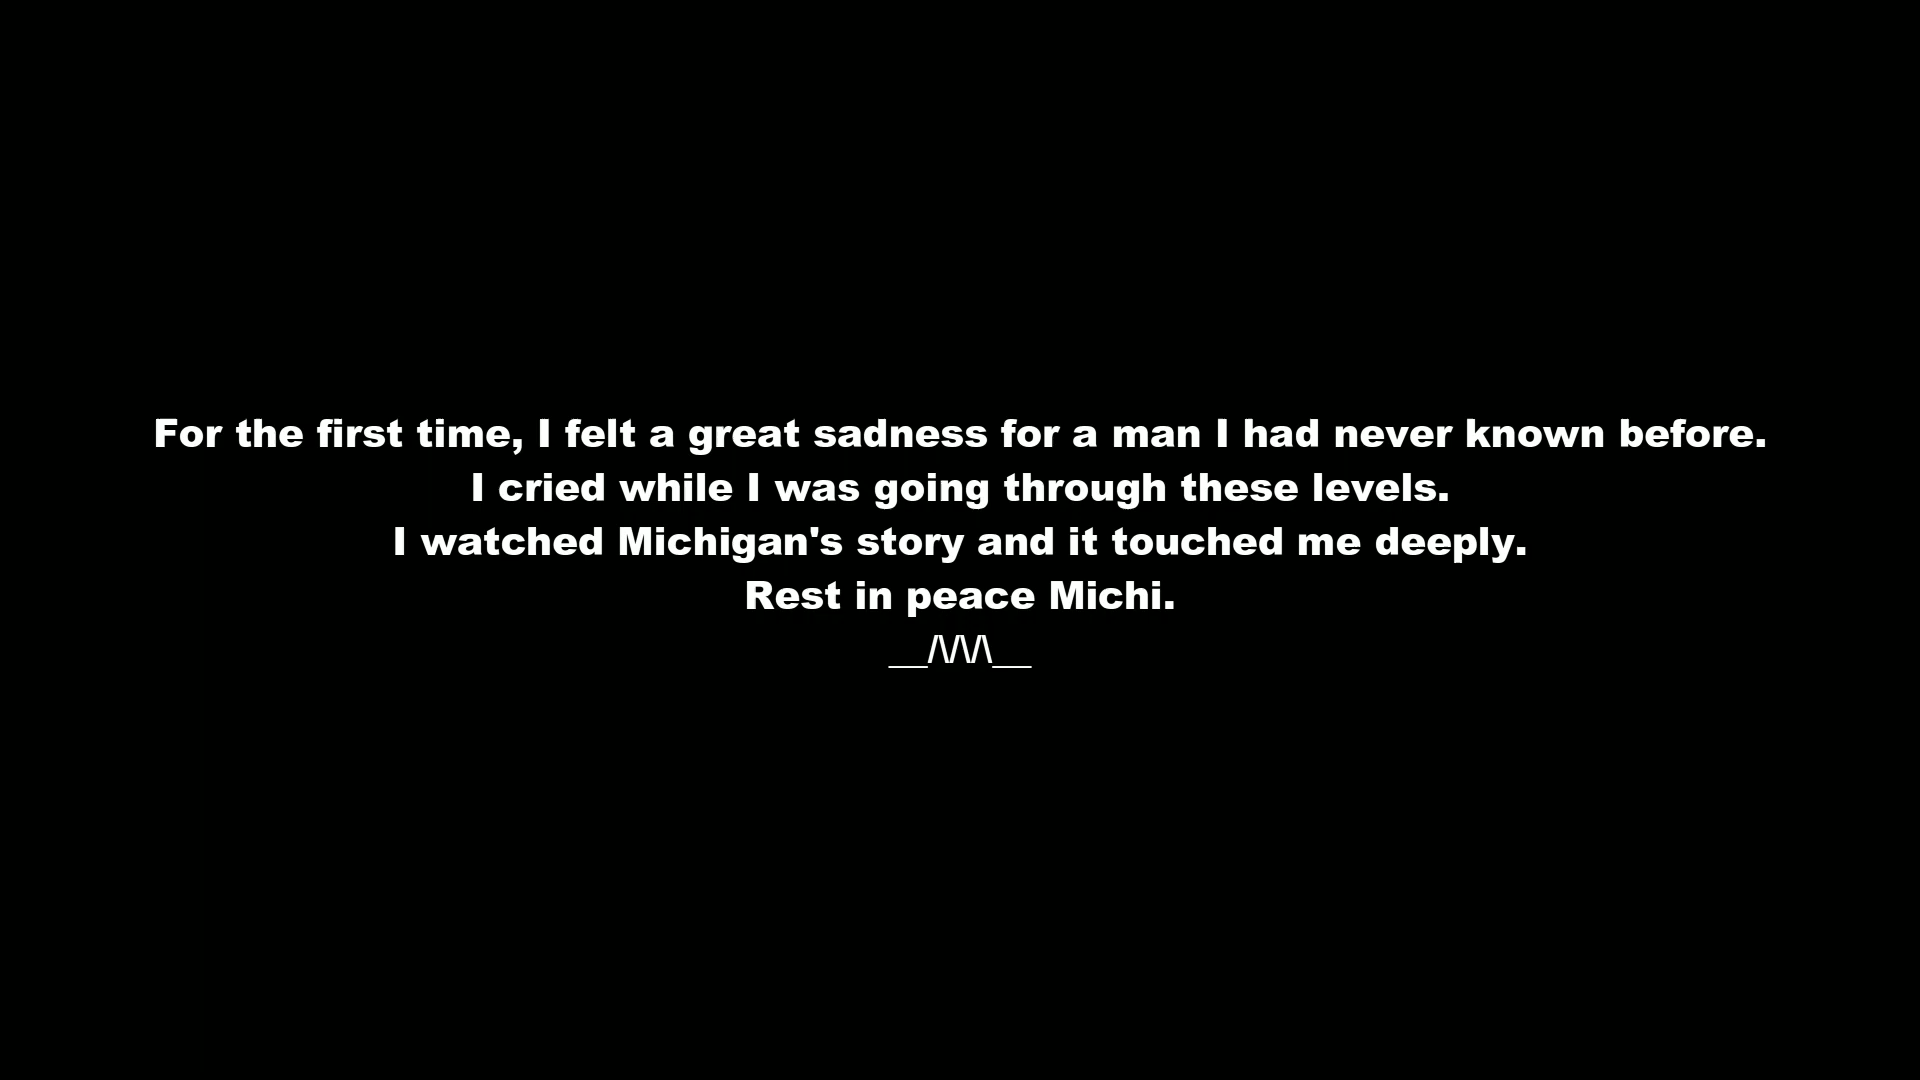 For the first time, I felt a great sadness for a man I had never known before.
I cried while I was going through these levels.
I watched Michigan's story and it touched me deeply.
Rest in peace Michi.
__/\/\/\__